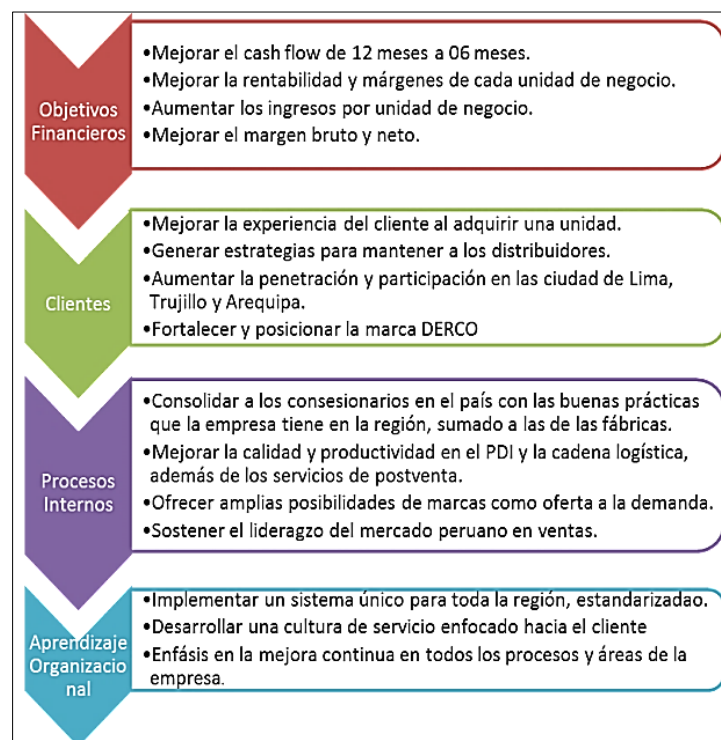 Objetivos
Financieros
•Mejorar el cash flow de 12 meses a 06 meses.
•Mejorar la rentabilidad y márgenes de cada unidad de negocio.
•Aumentar los ingresos por unidad de negocio.
•Mejorar el margen bruto y neto.
Clientes
•Mejorar la experiencia del cliente al adquirir una unidad.
•Generar estrategias para mantener a los distribuidores.
•Aumentar la penetración y participación en las ciudad de Lima,
Trujillo y Arequipa.
•Fortalecer y posicionar la marca DERCO
Procesos
Internos
•Consolidar a los consesionarios en el país con las buenas prácticas
que la empresa tiene en la región, sumado a las de las fábricas.
•Mejorar la calidad y productividad en el PDI y la cadena logística,
además de los servicios de postventa.
•Ofrecer amplias posibilidades de marcas como oferta a la demanda.
•Sostener el lideragzo del mercado peruano en ventas.
Aprendizaje
Organizacio
nal
•Implementar un sistema único para toda la región, estandarizadao.
•Desarrollar una cultura de servicio enfocado hacia el cliente
•Enfásis en la mejora continua en todos los procesos y áreas de la
empresa.